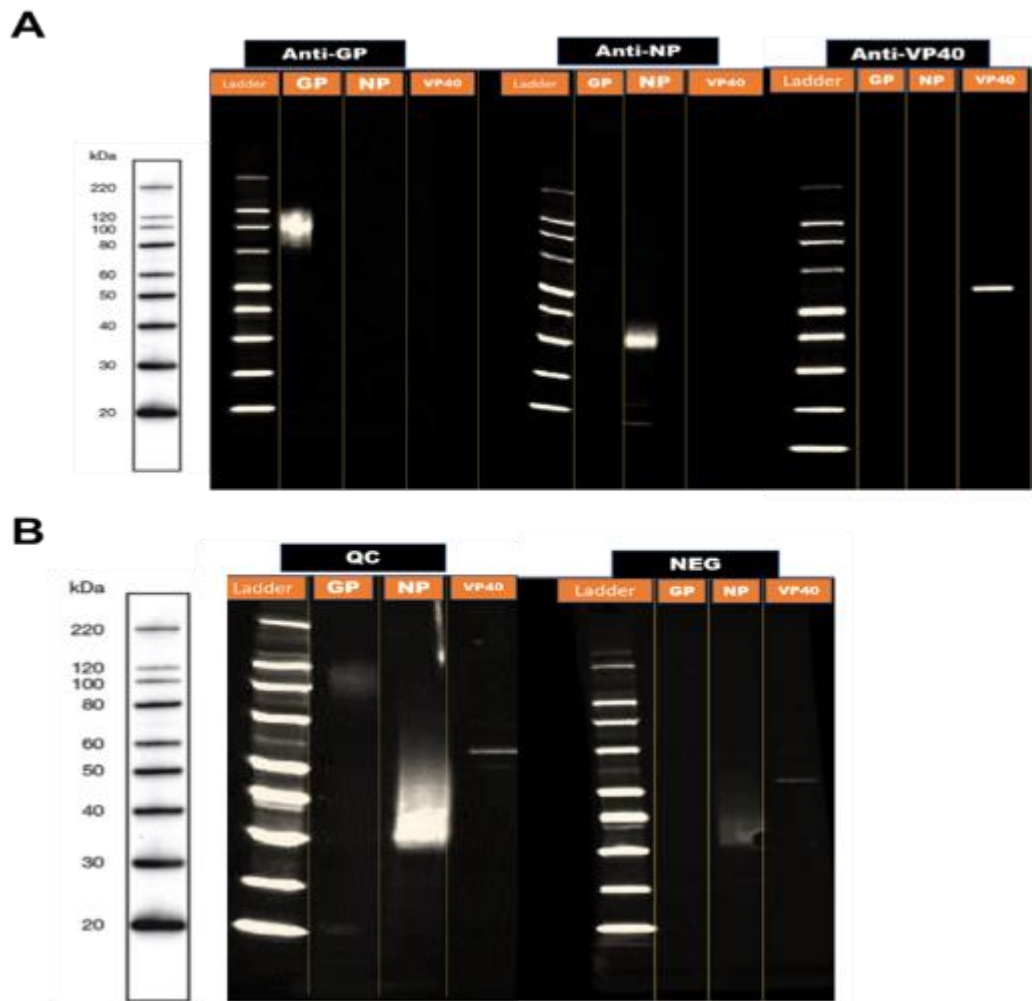 A
Anti-GP Anti-NP Anti-VP40
Ladder GP NP VP40 Ladder GP NP VP40 Ladder GP NP VP40
kDa
220
120
100
80
60
50
40
30
20
B
QC NEG
Ladder GP NP VP40 Ladder GP NP VP40
kDa
220
120
100
80
60
50
40
30
20